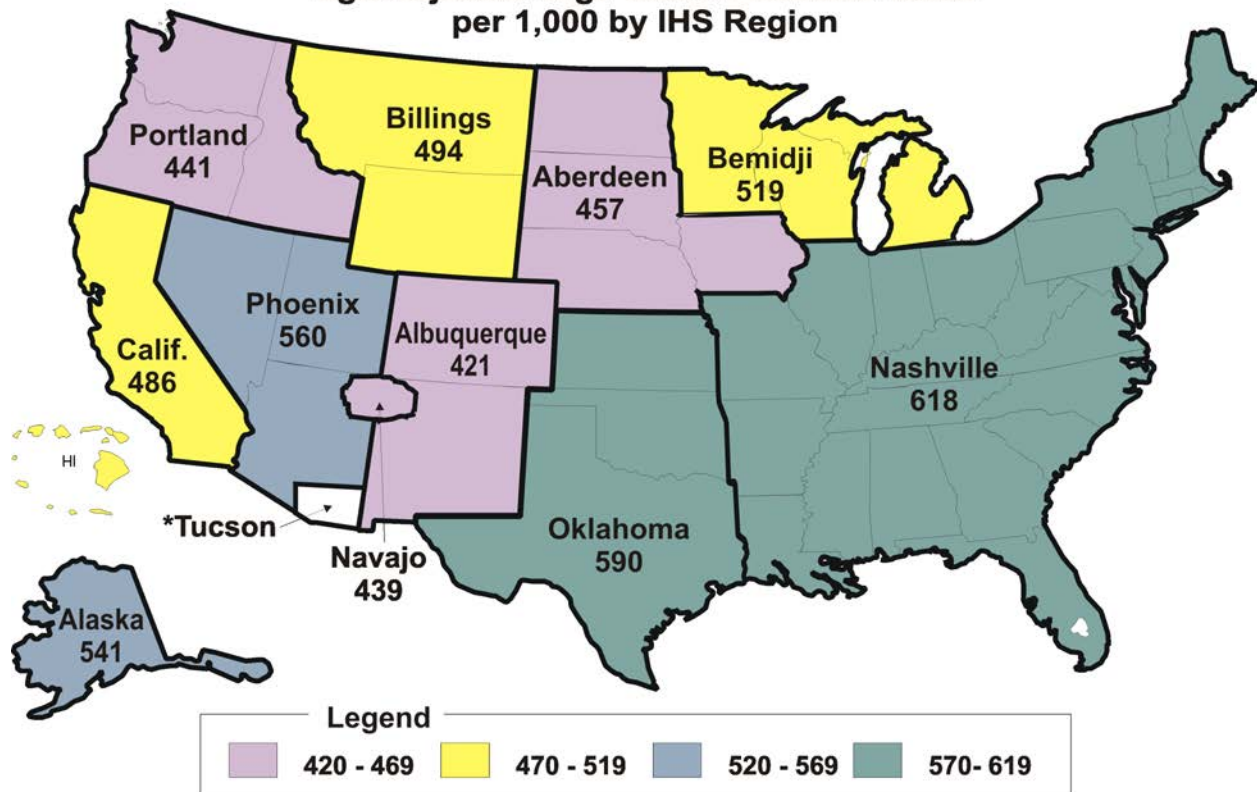 per 1,000 by IHS Region
Portland
441
Billings
494
Aberdeen
457
Bemidji
519
Phoenix
560
Albuquerque
421
Calif.
486
Nashville
618
HI
*Tucson
Navajo
439
Oklahoma
590
Alaska
541
Legend
420 - 469
470 - 519
520 - 569
570- 619